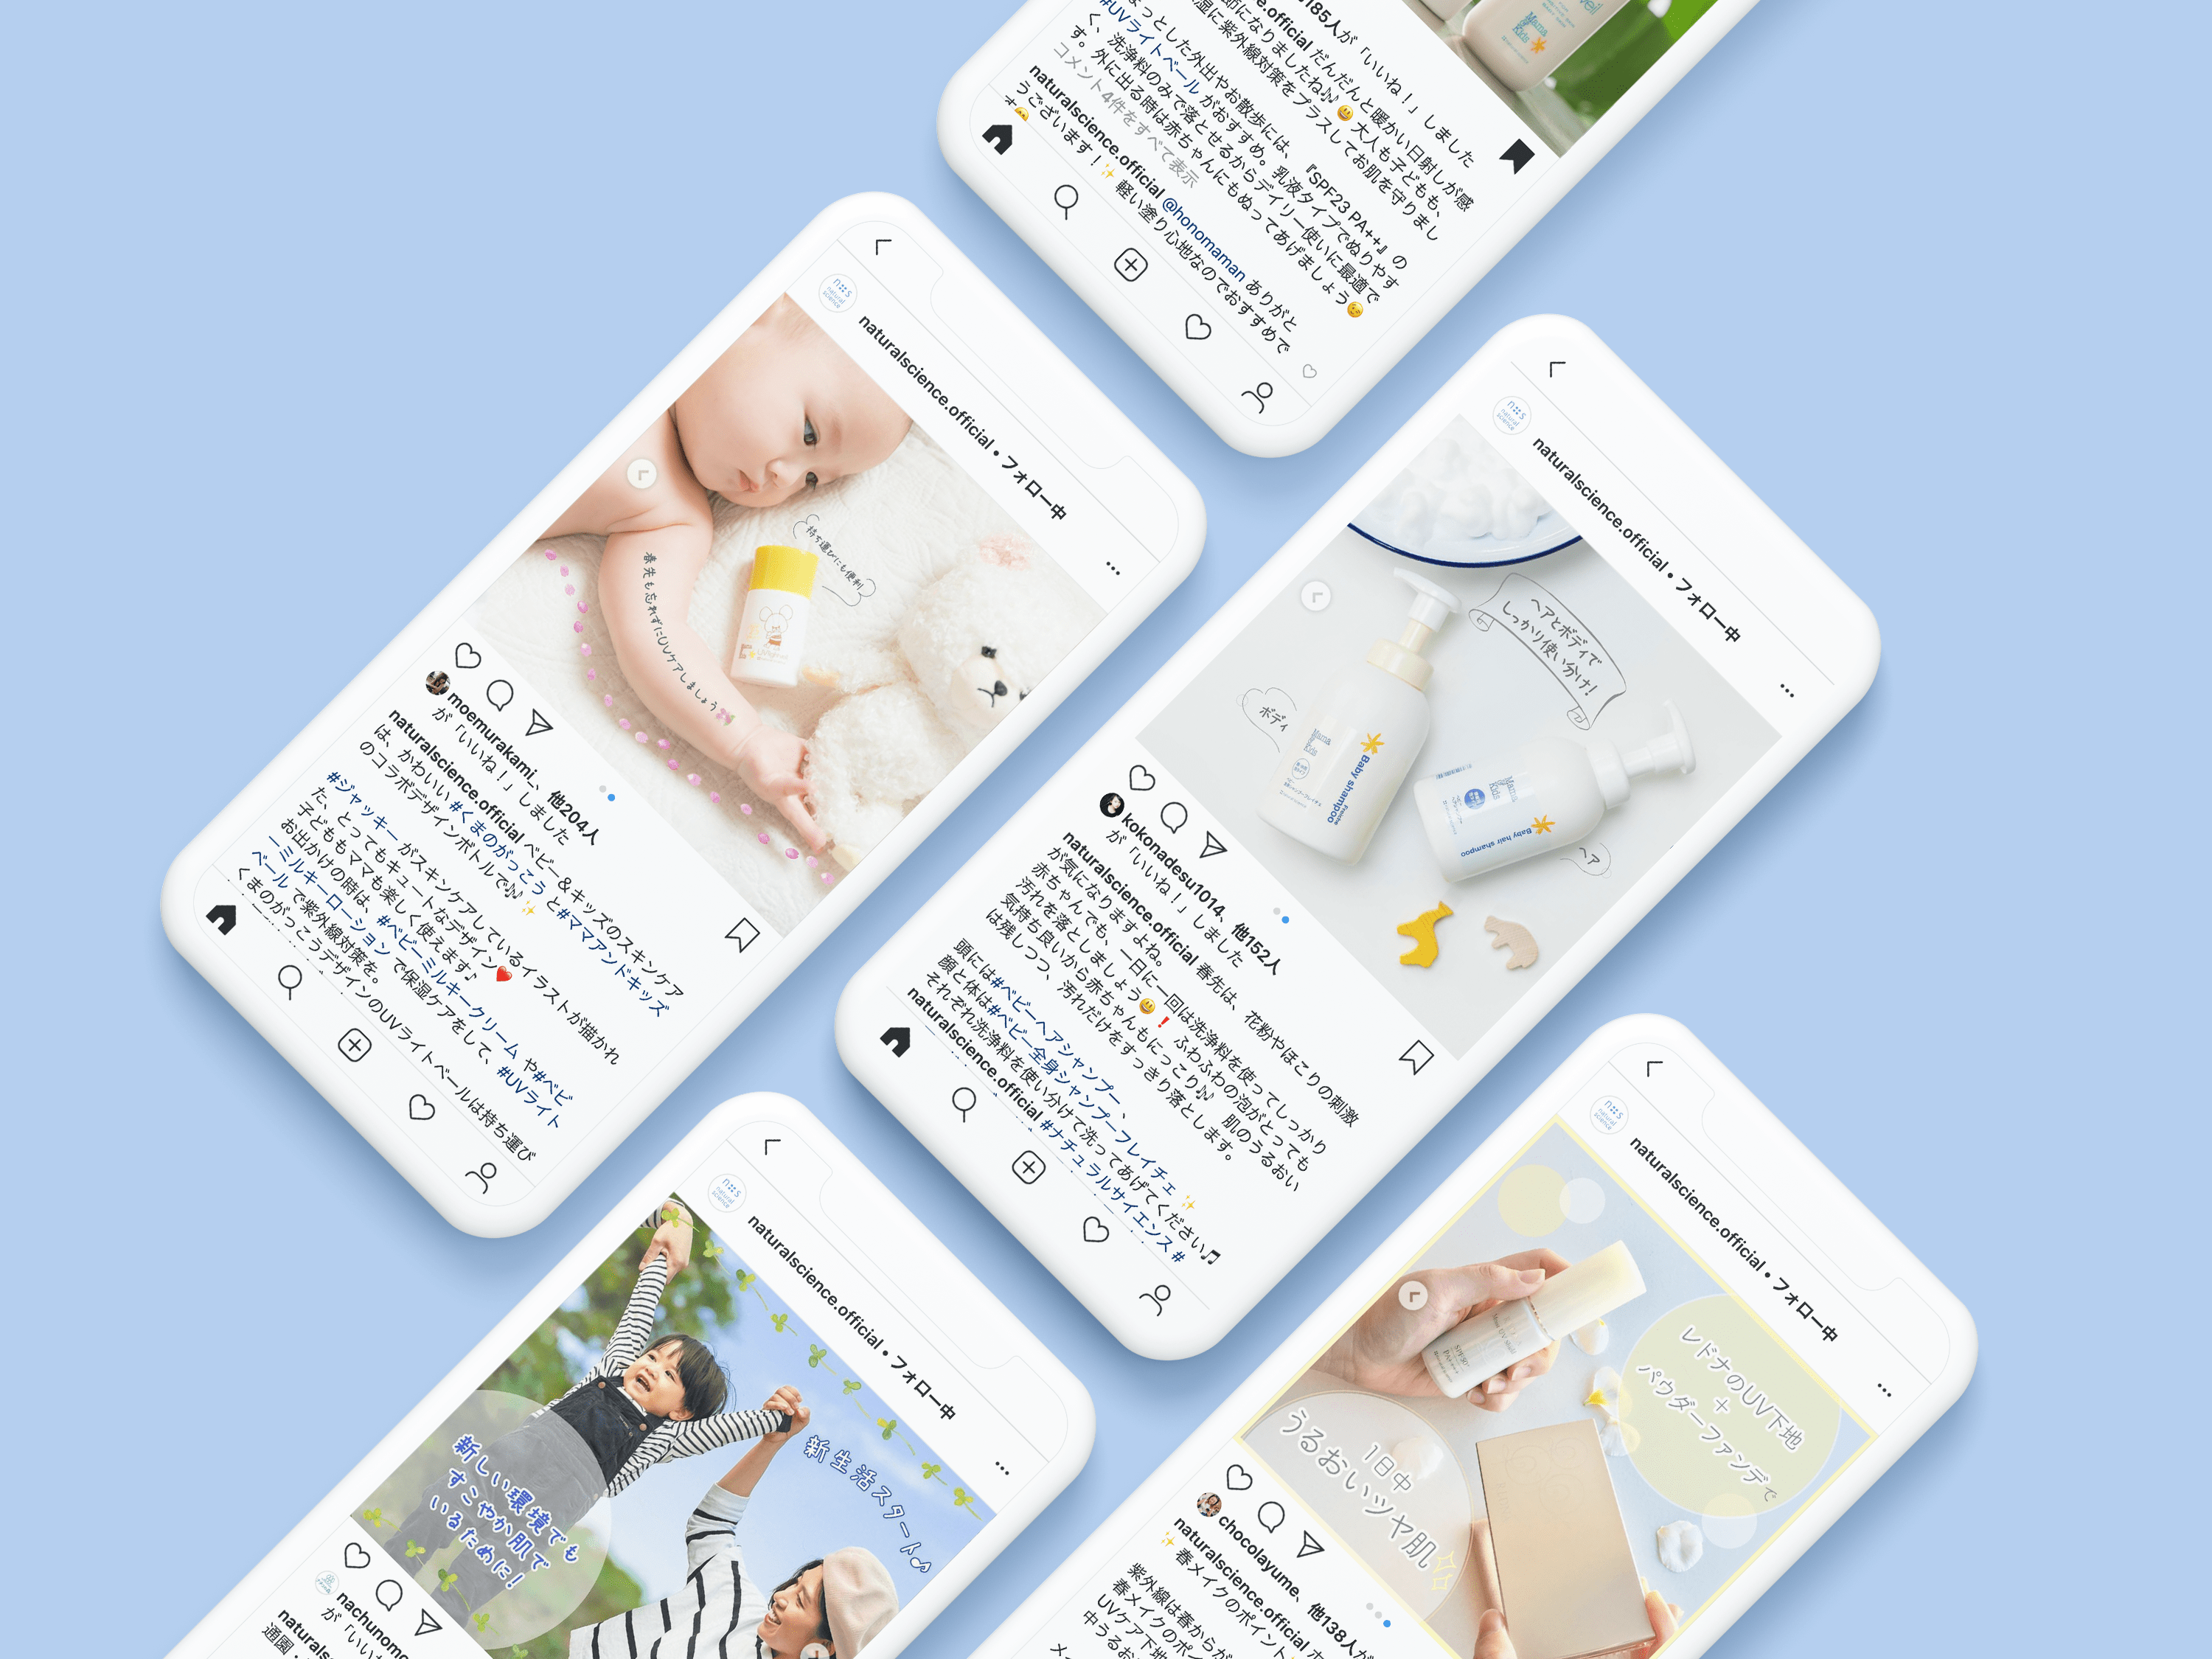 185人が「いいね！」しました
e.official だんだんと暖かい日射しが感
節になりましたね🎶😃 大人も子どもも、
湿に紫外線対策をプラスしてお肌を守りまし
ょっとした外出やお散歩には、『SPF23 PA++』の
#UVライトベール がおすすめ。乳液タイプでぬりやす
く、洗浄料のみで落とせるからデイリー使いに最適で
す。外に出る時は赤ちゃんにもぬってあげましょう😉
コメント4件をすべて表示
naturalscience.official @honomaman ありがと
うございます！✨ 軽い塗り心地なのでおすすめで
す😊
Mama & Kids
n::s
natural
science
naturalscience.official • フォロー中
持ち運びにも便利
春先も忘れずにUVケアしましょう
moemurakami、他204人
が「いいね！」しました
naturalscience.official ベビー＆キッズのスキンケア
は、かわいい #くまのがっこう と#ママアンドキッズ
のコラボデザインボトルで🎶✨
#ジャッキー がスキンケアしているイラストが描かれ
た、とってもキュートなデザイン❤️
子どももママも楽しく使えます♪
お出かけの時は、#ベビーミルキークリーム や#ベビ
ーミルキーローション で保湿ケアをして、#UVライト
ベール で紫外線対策を。
くまのがっこうデザインのUVライトベールは持ち運び
n::s
natural
science
naturalscience.official • フォロー中
ヘアとボディで
しっかり使い分け！
ボディ
Mama & Kids
Baby shampoo
Mama & Kids
Baby hair shampoo
ヘア
kokonadesu1014、他152人
が「いいね！」しました
naturalscience.official 春先は、花粉やほこりの刺激
が気になりますよね。
赤ちゃんでも、一日に一回は洗浄料を使ってしっかり
汚れを落としましょう😃❗ ふわふわの泡がとっても
気持ち良いから赤ちゃんもにっこり🎶 肌のうるおい
は残しつつ、汚れだけをすっきり落とします。
頭には#ベビーヘアシャンプー、
顔と体は#ベビー全身シャンプーフレイチェ ✨
それぞれ洗浄料を使い分けて洗ってあげてください🎵
naturalscience.official #ナチュラルサイエンス #
n::s
natural
science
naturalscience.official • フォロー中
新生活スタート♪
新しい環境でも
すこやか肌で
いるために！
nachunomo
が「いい
naturals
通園・
n::s
natural
science
naturalscience.official • フォロー中
レドナのUV下地
+
パウダーファンデで
1日中
うるおいツヤ肌
SPF50+
chocolayume、他138人が
naturalscience.official ホ
✨ 春メイクのポイント
紫外線は春からが
春メイクのポイ
UVケア下地
中うるお
メ